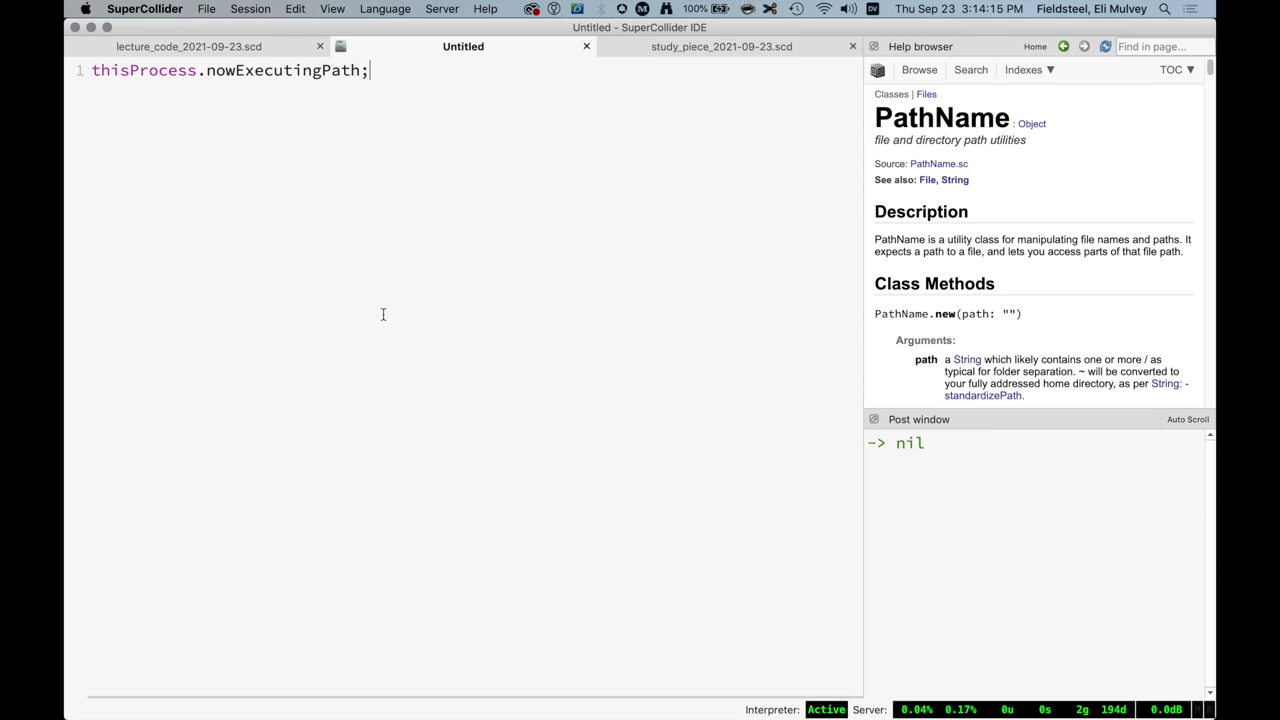 SuperCollider File Session Edit View Language Server Help 100% DV Thu Sep 23 3:14:15 PM Fieldsteel, Eli Mulvey
Untitled - SuperCollider IDE
lecture_code_2021-09-23.scd Untitled study_piece_2021-09-23.scd
Help browser Home Find in page...
1 thisProcess.nowExecutingPath;
Browse Search Indexes ▼ TOC ▼
Classes | Files
PathName : Object
file and directory path utilities
Source: PathName.sc
See also: File, String
Description
PathName is a utility class for manipulating file names and paths. It
expects a path to a file, and lets you access parts of that file path.
Class Methods
PathName.new(path: "")
Arguments:
path a String which likely contains one or more / as
typical for folder separation. ~ will be converted to
your fully addressed home directory, as per String: -
standardizePath.
Post window Auto Scroll
-> nil
Interpreter: Active Server: 0.04% 0.17% 0u 0s 2g 194d 0.0dB M R